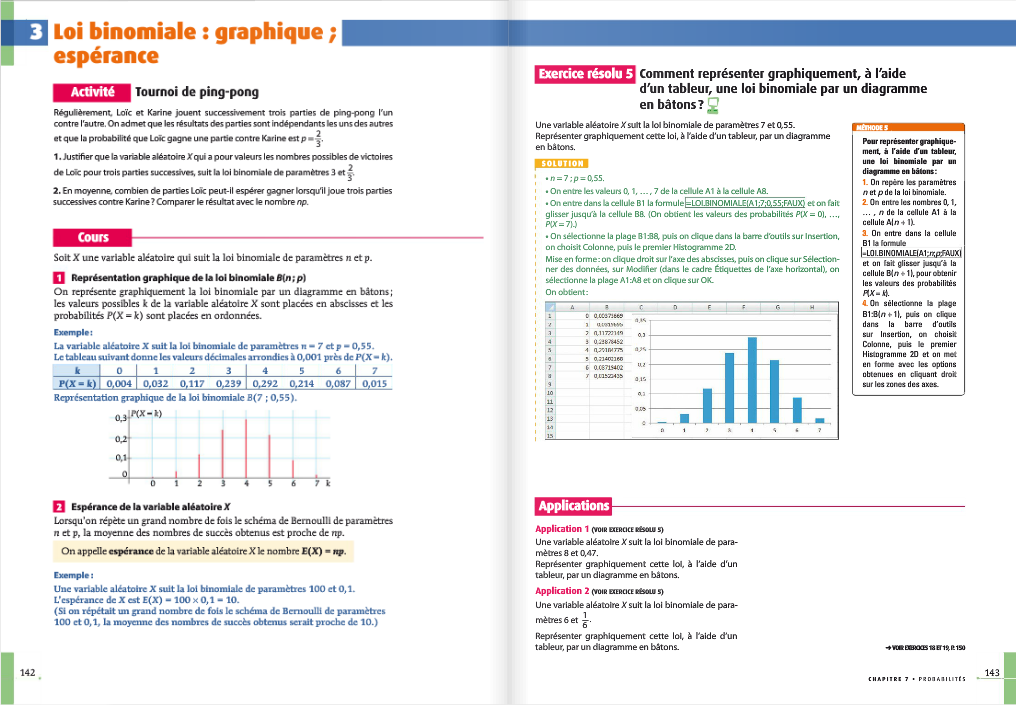 3 Loi binomiale : graphique ;
espérance
Activité Tournoi de ping-pong
Régulièrement, Loïc et Karine jouent successivement trois parties de ping-pong l'un
contre l'autre. On admet que les résultats des parties sont indépendants les uns des autres
et que la probabilité que Loïc gagne une partie contre Karine est p = 2/3.
1. Justifier que la variable aléatoire X qui a pour valeurs les nombres possibles de victoires
de Loïc pour trois parties successives, suit la loi binomiale de paramètres 3 et 2/3.
2. En moyenne, combien de parties Loïc peut-il espérer gagner lorsqu'il joue trois parties
successives contre Karine ? Comparer le résultat avec le nombre np.
Cours
Soit X une variable aléatoire qui suit la loi binomiale de paramètres n et p.
1 Représentation graphique de la loi binomiale B(n ; p)
On représente graphiquement la loi binomiale par un diagramme en bâtons ;
les valeurs possibles k de la variable aléatoire X sont placées en abscisses et les
probabilités P(X = k) sont placées en ordonnées.
Exemple :
La variable aléatoire X suit la loi binomiale de paramètres n = 7 et p = 0,55.
Le tableau suivant donne les valeurs décimales arrondies à 0,001 près de P(X = k).
k 0 1 2 3 4 5 6 7
P(X = k) 0,004 0,032 0,117 0,239 0,292 0,214 0,087 0,015
Représentation graphique de la loi binomiale B(7 ; 0,55).
P(X = k)
0,3
0,2
0,1
0
0 1 2 3 4 5 6 7 k
2 Espérance de la variable aléatoire X
Lorsqu'on répète un grand nombre de fois le schéma de Bernoulli de paramètres
n et p, la moyenne des nombres de succès obtenus est proche de np.
On appelle espérance de la variable aléatoire X le nombre E(X) = np.
Exemple :
Une variable aléatoire X suit la loi binomiale de paramètres 100 et 0,1.
L'espérance de X est E(X) = 100 × 0,1 = 10.
(Si on répétait un grand nombre de fois le schéma de Bernoulli de paramètres
100 et 0,1, la moyenne des nombres de succès obtenus serait proche de 10.)
142
Exercice résolu 5 Comment représenter graphiquement, à l'aide
d'un tableur, une loi binomiale par un diagramme
en bâtons ?
Une variable aléatoire X suit la loi binomiale de paramètres 7 et 0,55.
Représenter graphiquement cette loi, à l'aide d'un tableur, par un diagramme
en bâtons.
SOLUTION
• n = 7 ; p = 0,55.
• On entre les valeurs 0, 1, … , 7 de la cellule A1 à la cellule A8.
• On entre dans la cellule B1 la formule =LOI.BINOMIALE(A1;7;0,55;FAUX) et on fait
glisser jusqu'à la cellule B8. (On obtient les valeurs des probabilités P(X = 0), …,
P(X = 7).)
• On sélectionne la plage B1:B8, puis on clique dans la barre d'outils sur Insertion,
on choisit Colonne, puis le premier Histogramme 2D.
Mise en forme : on clique droit sur l'axe des abscisses, puis on clique sur Sélection-
ner des données, sur Modifier (dans le cadre Étiquettes de l'axe horizontal), on
sélectionne la plage A1:A8 et on clique sur OK.
On obtient :
A B C D E F G H
1 0 0,00373669
2 1
3 2 0,11722149
4 3 0,23878452
5 4
6 5
7 6
8 7 0,01522435
9
10
11
12
13
14
15
0,35
0,3
0,25
0,2
0,15
0,1
0,05
0
0 1 2 3 4 5 6 7
MÉTHODE 5
Pour représenter graphique-
ment, à l'aide d'un tableur,
une loi binomiale par un
diagramme en bâtons :
1. On repère les paramètres
n et p de la loi binomiale.
2. On entre les nombres 0, 1,
… , n de la cellule A1 à la
cellule A(n + 1).
3. On entre dans la cellule
B1 la formule
=LOI.BINOMIALE(A1;n;p;FAUX)
et on fait glisser jusqu'à la
cellule B(n + 1), pour obtenir
les valeurs des probabilités
P(X = k).
4. On sélectionne la plage
B1:B(n + 1), puis on clique
dans la barre d'outils
sur Insertion, on choisit
Colonne, puis le premier
Histogramme 2D et on met
en forme avec les options
obtenues en cliquant droit
sur les zones des axes.
Applications
Application 1 (VOIR EXERCICE RÉSOLU 5)
Une variable aléatoire X suit la loi binomiale de para-
mètres 8 et 0,47.
Représenter graphiquement cette loi, à l'aide d'un
tableur, par un diagramme en bâtons.
Application 2 (VOIR EXERCICE RÉSOLU 5)
Une variable aléatoire X suit la loi binomiale de para-
mètres 6 et 1/6.
Représenter graphiquement cette loi, à l'aide d'un
tableur, par un diagramme en bâtons.
➔ VOIR EXERCICES 18 ET 19, P. 150
CHAPITRE 7 • PROBABILITÉS 143